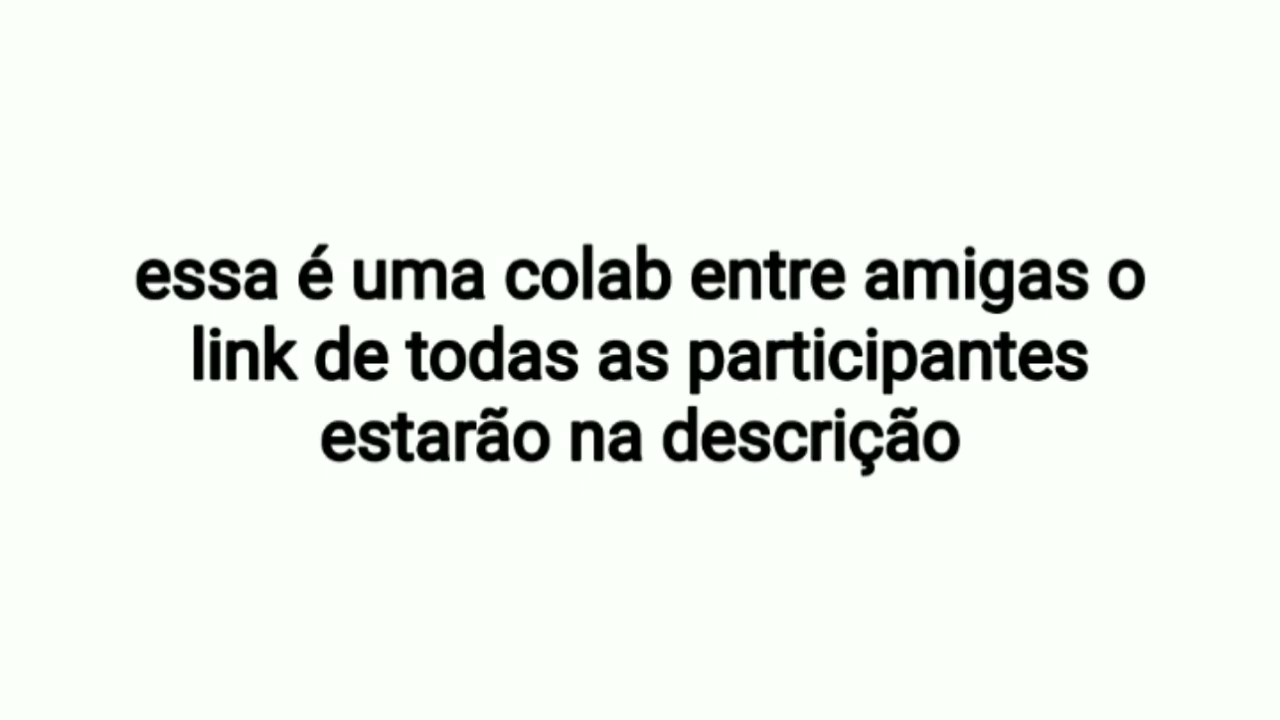 essa é uma colab entre amigas o
link de todas as participantes
estarão na descrição